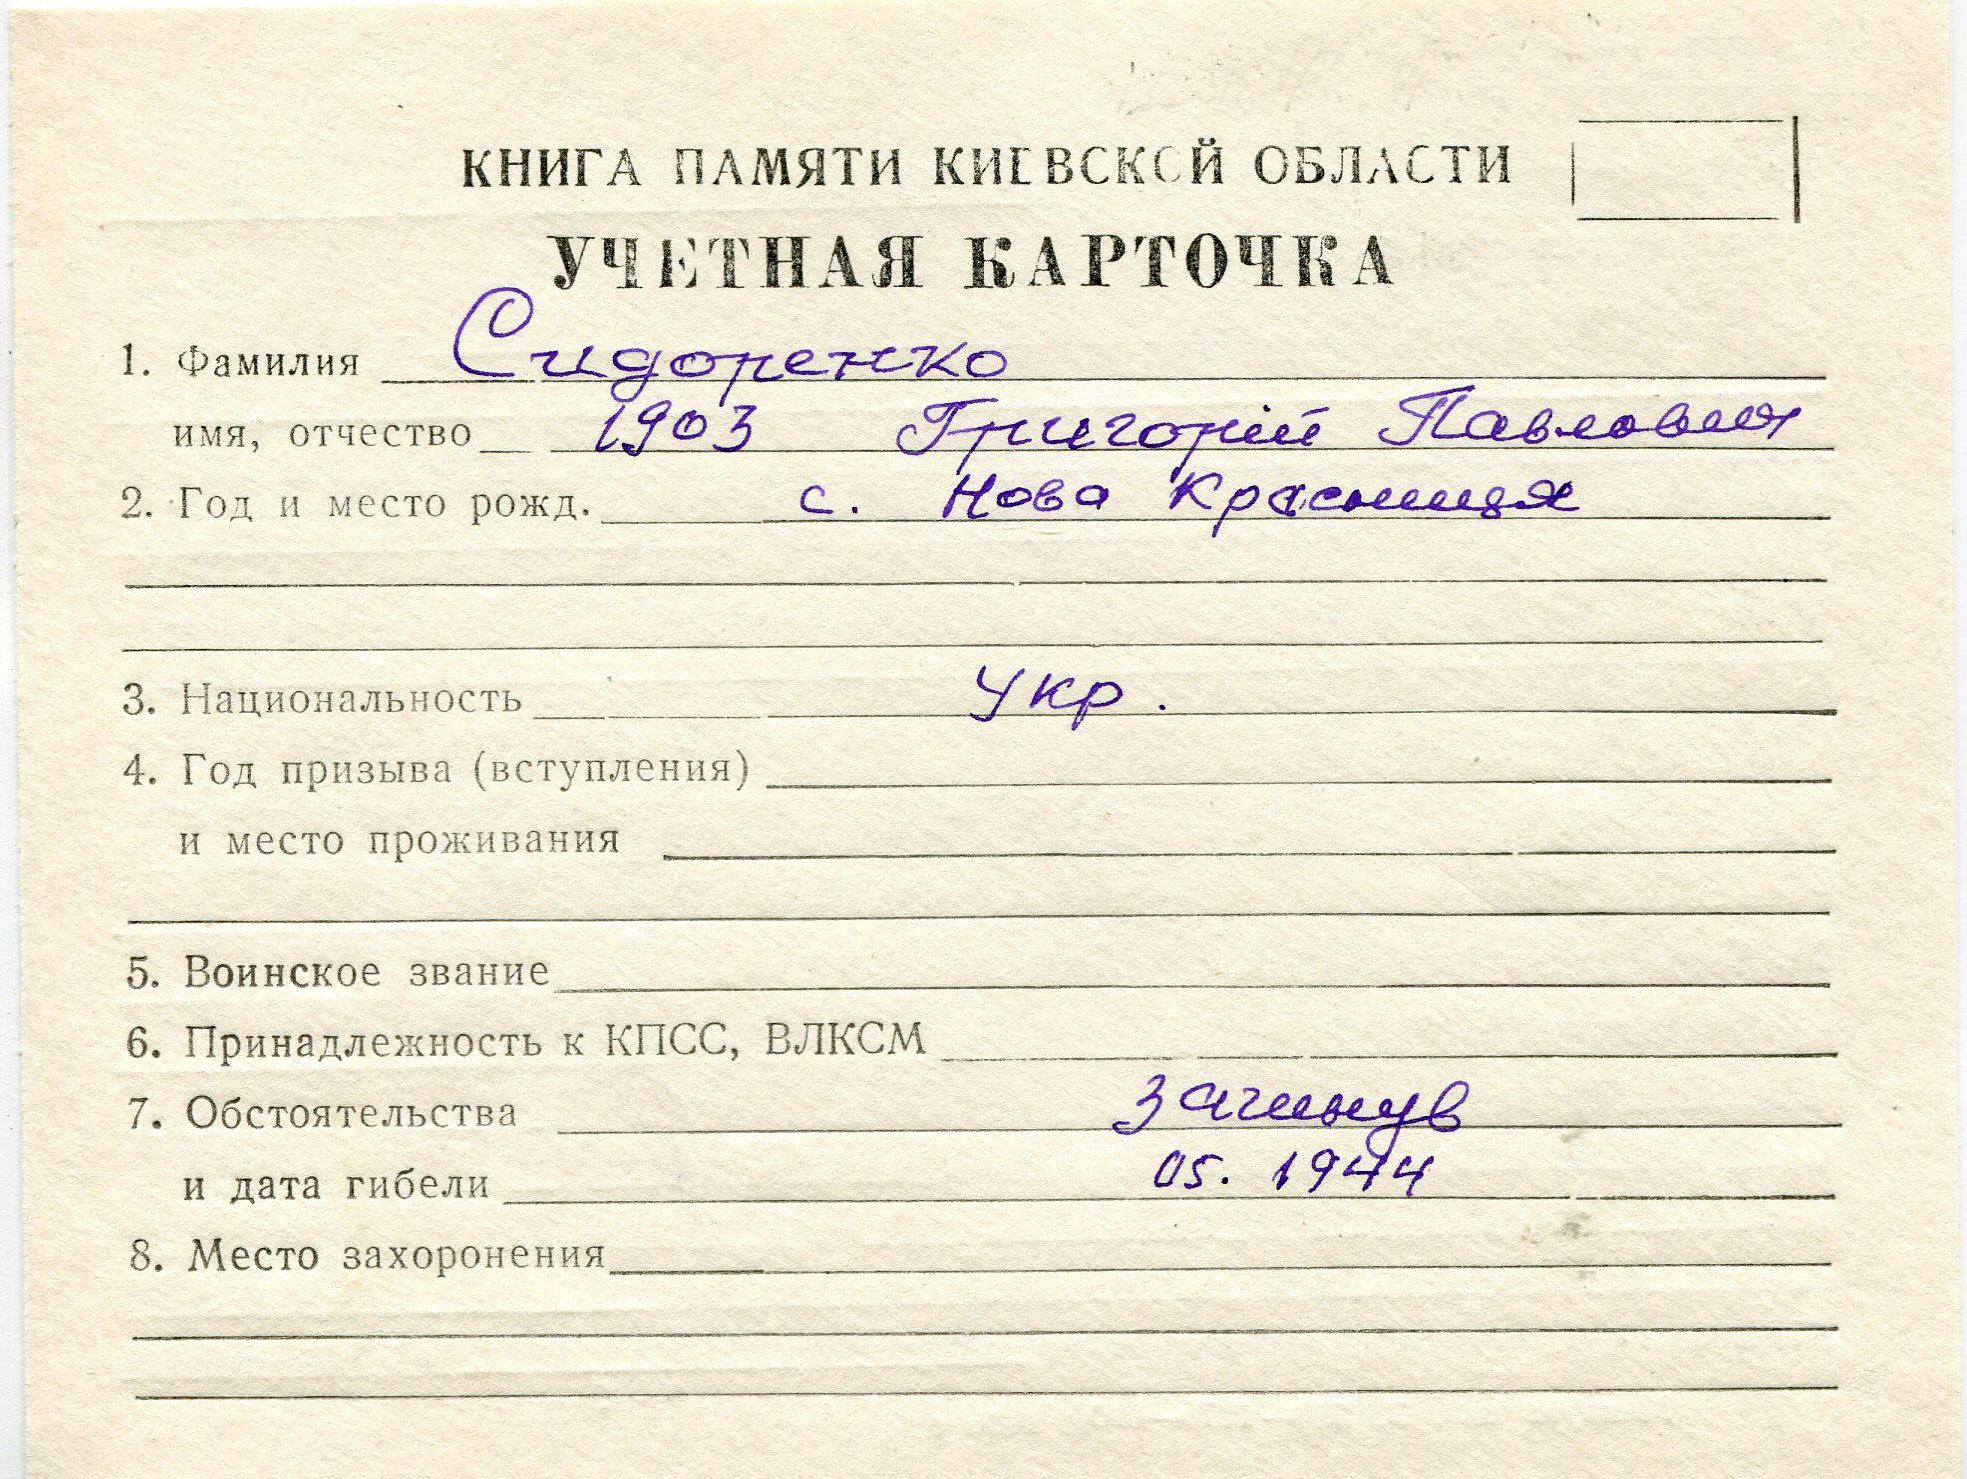 КНИГА ПАМЯТИ КИЕВСКОЙ ОБЛАСТИ
УЧЕТНАЯ КАРТОЧКА
1. Фамилия Сидоренко
имя, отчество 1903 Григорій Павлович
2. Год и место рожд. с. Нова Красниця
3. Национальность Укр.
4. Год призыва (вступления)
и место проживания
5. Воинское звание
6. Принадлежность к КПСС, ВЛКСМ
7. Обстоятельства Загинув
и дата гибели 05. 1944
8. Место захоронения